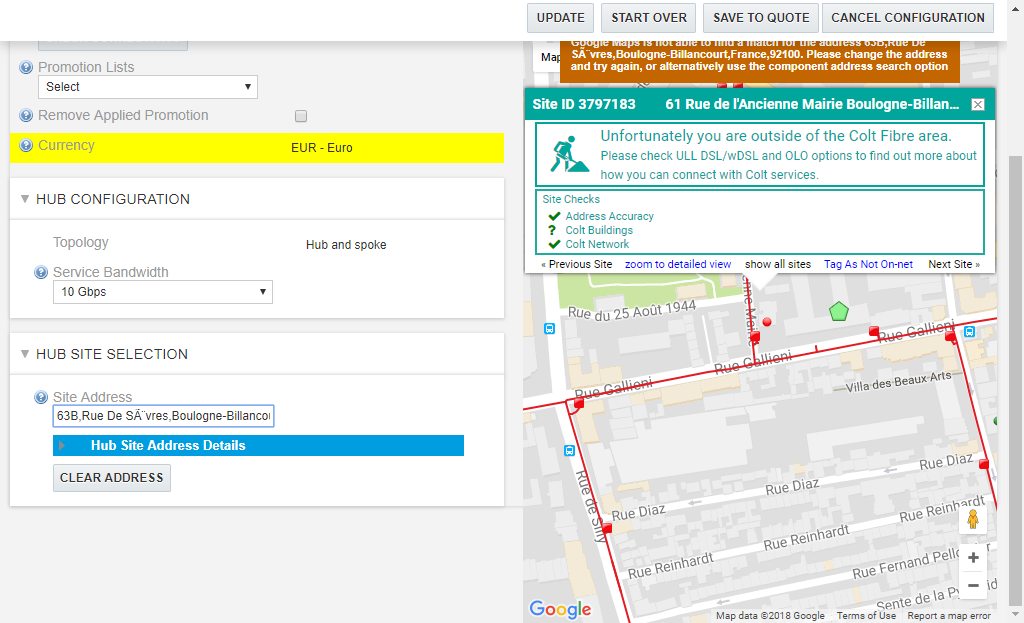 UPDATE
START OVER
SAVE TO QUOTE
CANCEL CONFIGURATION
Promotion Lists
Select
Remove Applied Promotion
Currency
EUR - Euro
HUB CONFIGURATION
Topology
Hub and spoke
Service Bandwidth
10 Gbps
HUB SITE SELECTION
Site Address
63B,Rue De SÃ¨vres,Boulogne-Billancou
Hub Site Address Details
CLEAR ADDRESS
Map
Google Maps is not able to find a match for the address 63B,Rue De
SÃ¨vres,Boulogne-Billancourt,France,92100. Please change the address
and try again, or alternatively use the component address search option
Site ID 3797183
61 Rue de l'Ancienne Mairie Boulogne-Billan...
Unfortunately you are outside of the Colt Fibre area.
Please check ULL DSL/wDSL and OLO options to find out more about
how you can connect with Colt services.
Site Checks
Address Accuracy
Colt Buildings
Colt Network
« Previous Site
zoom to detailed view
show all sites
Tag As Not On-net
Next Site »
Rue du 25 Août 1944
Rue Gallieni
Rue Gallieni
Rue Gallieni
Villa des Beaux Arts
Rue de Silly
Rue Diaz
Rue Diaz
Rue Diaz
Rue Reinhardt
Rue Reinhardt
Rue Reinhardt
Rue Fernand Pello
Sente de la Py
Google
Map data ©2018 Google
Terms of Use
Report a map error